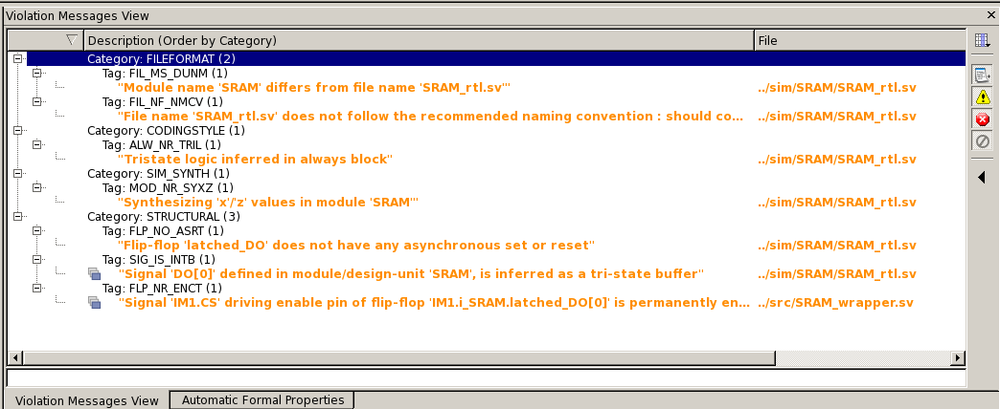 Violation Messages View
Description (Order by Category) File
Category: FILEFORMAT (2)
Tag: FIL_MS_DUNM (1)
"Module name 'SRAM' differs from file name 'SRAM_rtl.sv'" ../sim/SRAM/SRAM_rtl.sv
Tag: FIL_NF_NMCV (1)
"File name 'SRAM_rtl.sv' does not follow the recommended naming convention : should co... ../sim/SRAM/SRAM_rtl.sv
Category: CODINGSTYLE (1)
Tag: ALW_NR_TRIL (1)
"Tristate logic inferred in always block" ../sim/SRAM/SRAM_rtl.sv
Category: SIM_SYNTH (1)
Tag: MOD_NR_SYXZ (1)
"Synthesizing 'x'/'z' values in module 'SRAM'" ../sim/SRAM/SRAM_rtl.sv
Category: STRUCTURAL (3)
Tag: FLP_NO_ASRT (1)
"Flip-flop 'latched_DO' does not have any asynchronous set or reset" ../sim/SRAM/SRAM_rtl.sv
Tag: SIG_IS_INTB (1)
"Signal 'DO[0]' defined in module/design-unit 'SRAM', is inferred as a tri-state buffer" ../sim/SRAM/SRAM_rtl.sv
Tag: FLP_NR_ENCT (1)
"Signal 'IM1.CS' driving enable pin of flip-flop 'IM1.i_SRAM.latched_DO[0]' is permanently en... ../src/SRAM_wrapper.sv
Violation Messages View Automatic Formal Properties